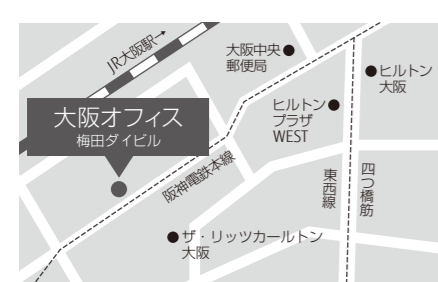 JR大阪駅→
大阪中央
郵便局
ヒルトン
大阪
大阪オフィス
梅田ダイビル
ヒルトン
プラザ
WEST
阪神電鉄本線
東西線
四つ橋筋
ザ・リッツカールトン
大阪